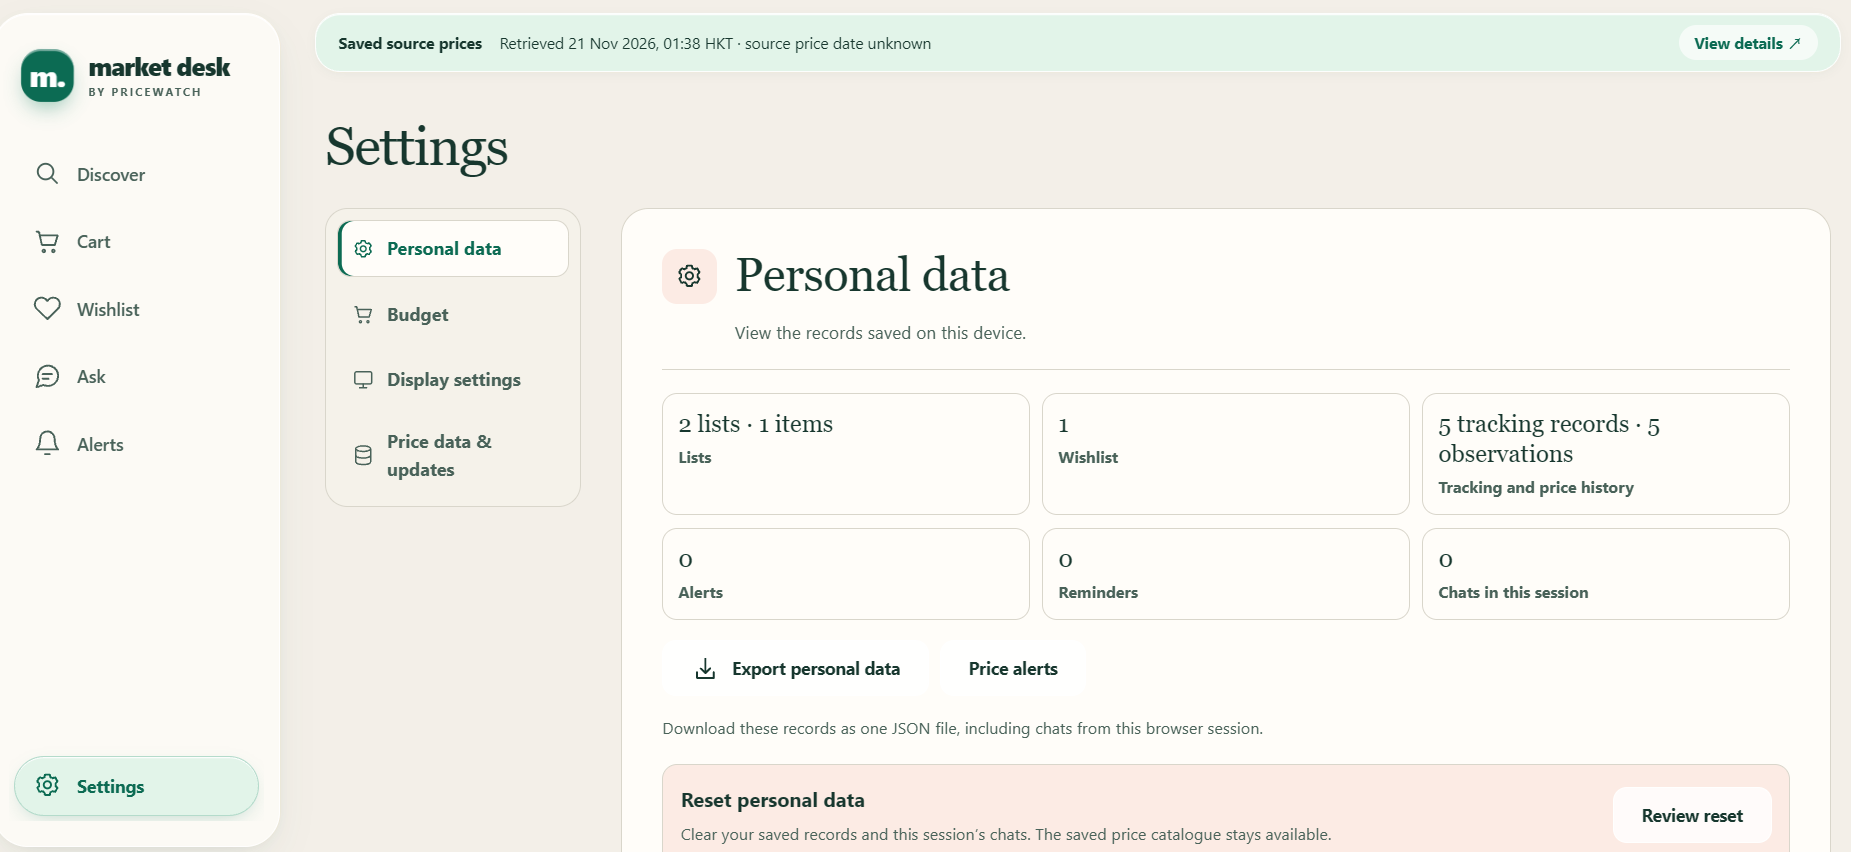 m.
market desk
BY PRICEWATCH
Discover
Cart
Wishlist
Ask
Alerts
Settings
Saved source prices Retrieved 21 Nov 2026, 01:38 HKT · source price date unknown
View details ↗
Settings
Personal data
Budget
Display settings
Price data &
updates
Personal data
View the records saved on this device.
2 lists · 1 items
Lists
1
Wishlist
5 tracking records · 5
observations
Tracking and price history
0
Alerts
0
Reminders
0
Chats in this session
Export personal data
Price alerts
Download these records as one JSON file, including chats from this browser session.
Reset personal data
Clear your saved records and this session's chats. The saved price catalogue stays available.
Review reset